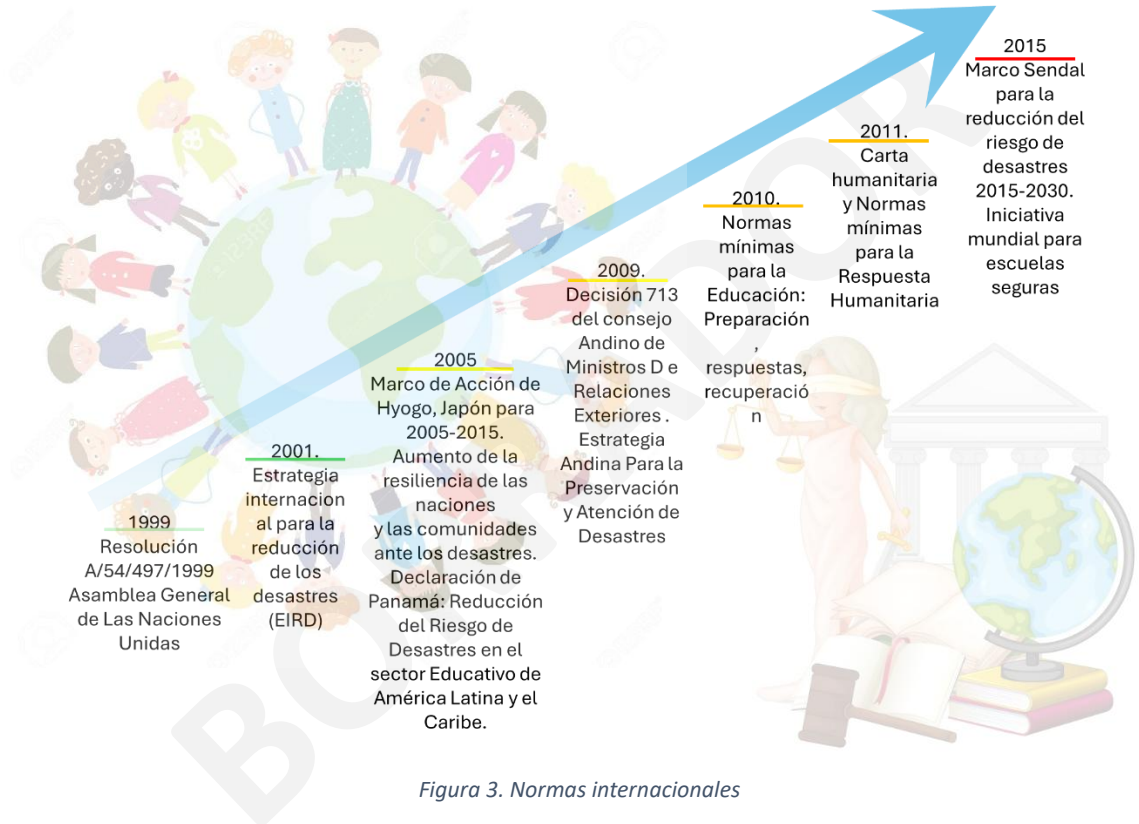 1999
Resolución
A/54/497/1999
Asamblea General
de Las Naciones
Unidas
2001.
Estrategia
internacion
al para la
reducción
de los
desastres
(EIRD)
2005
Marco de Acción de
Hyogo, Japón para
2005-2015.
Aumento de la
resiliencia de las
naciones
y las comunidades
ante los desastres.
Declaración de
Panamá: Reducción
del Riesgo de
Desastres en el
sector Educativo de
América Latina y el
Caribe.
2009.
Decisión 713
del consejo
Andino de
Ministros D e
Relaciones
Exteriores .
Estrategia
Andina Para la
Preservación
y Atención de
Desastres
2010.
Normas
mínimas
para la
Educación:
Preparación
,
respuestas,
recuperació
n
2011.
Carta
humanitaria
y Normas
mínimas
para la
Respuesta
Humanitaria
2015
Marco Sendal
para la
reducción del
riesgo de
desastres
2015-2030.
Iniciativa
mundial para
escuelas
seguras
BORRADOR
Figura 3. Normas internacionales